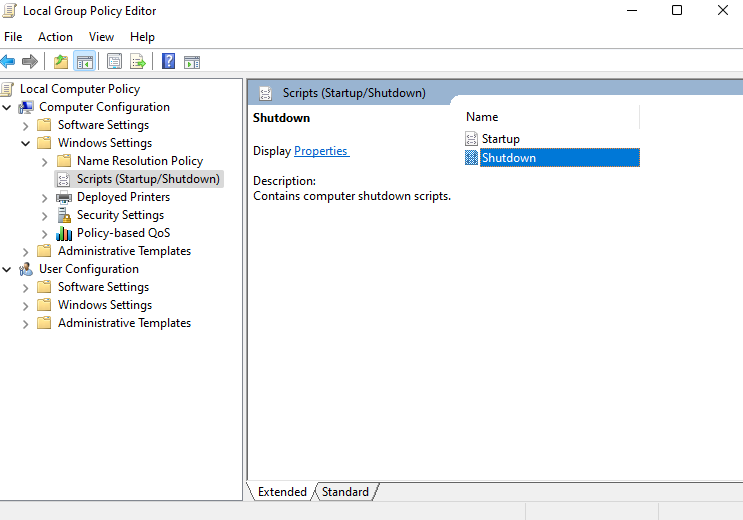 Local Group Policy Editor
File Action View Help
Local Computer Policy
Computer Configuration
Software Settings
Windows Settings
Name Resolution Policy
Scripts (Startup/Shutdown)
Deployed Printers
Security Settings
Policy-based QoS
Administrative Templates
User Configuration
Software Settings
Windows Settings
Administrative Templates
Scripts (Startup/Shutdown)
Shutdown
Display Properties
Description:
Contains computer shutdown scripts.
Name
Startup
Shutdown
Extended Standard